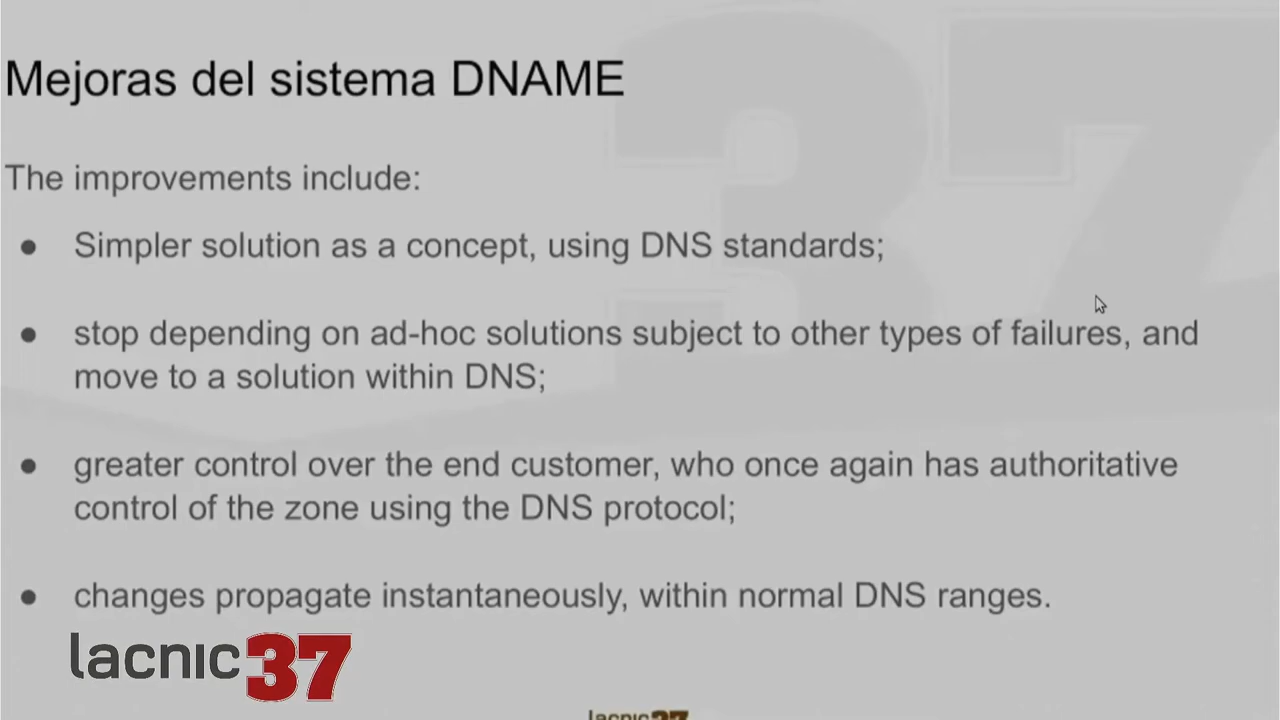 Mejoras del sistema DNAME
The improvements include:
● Simpler solution as a concept, using DNS standards;
● stop depending on ad-hoc solutions subject to other types of failures, and
move to a solution within DNS;
● greater control over the end customer, who once again has authoritative
control of the zone using the DNS protocol;
● changes propagate instantaneously, within normal DNS ranges.
lacnic37
lacnic37